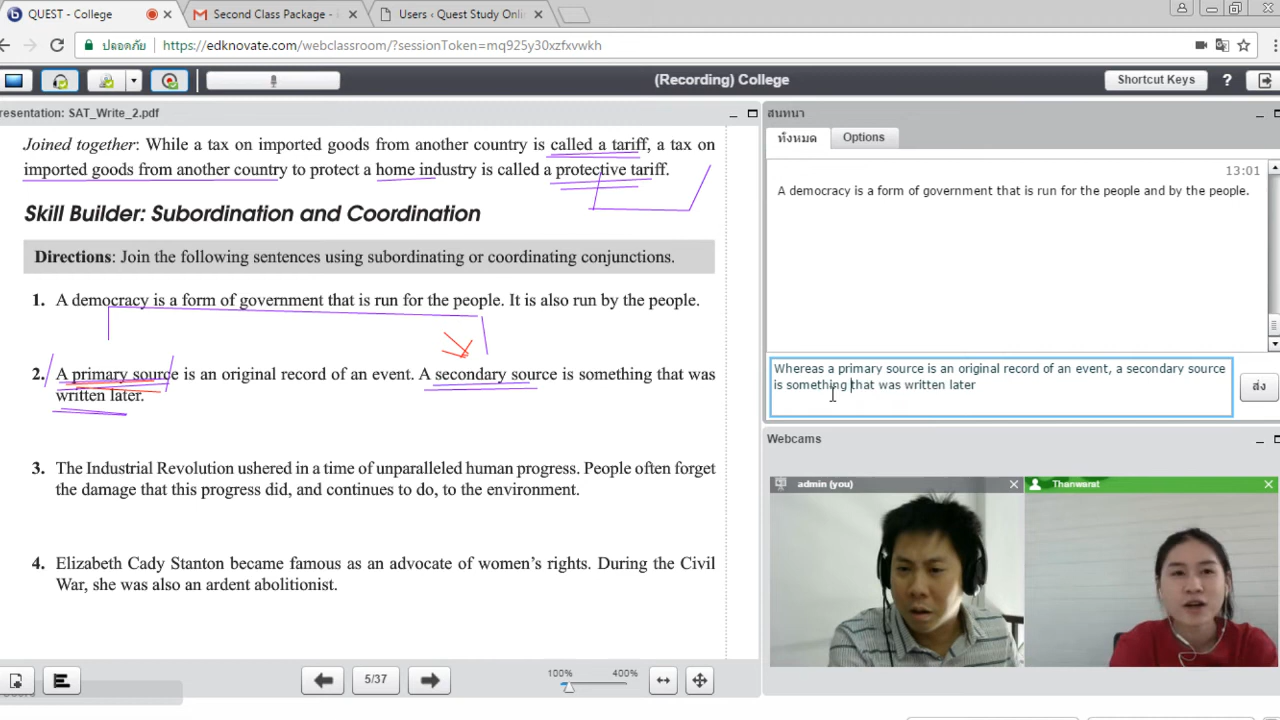 QUEST - College
Second Class Package -
Users ‹ Quest Study Onli
ปลอดภัย https://edknovate.com/webclassroom/?sessionToken=mq925y30xzfxvwkh
(Recording) College
Shortcut Keys
?
resentation: SAT_Write_2.pdf
Joined together: While a tax on imported goods from another country is called a tariff, a tax on
imported goods from another country to protect a home industry is called a protective tariff.
Skill Builder: Subordination and Coordination
Directions: Join the following sentences using subordinating or coordinating conjunctions.
1. A democracy is a form of government that is run for the people. It is also run by the people.
2. A primary source is an original record of an event. A secondary source is something that was
written later.
3. The Industrial Revolution ushered in a time of unparalleled human progress. People often forget
the damage that this progress did, and continues to do, to the environment.
4. Elizabeth Cady Stanton became famous as an advocate of women's rights. During the Civil
War, she was also an ardent abolitionist.
5/37
100%
400%
สนทนา
ทั้งหมด
Options
13:01
A democracy is a form of government that is run for the people and by the people.
Whereas a primary source is an original record of an event, a secondary source
is something that was written later
ส่ง
Webcams
admin (you)
Thanwarat